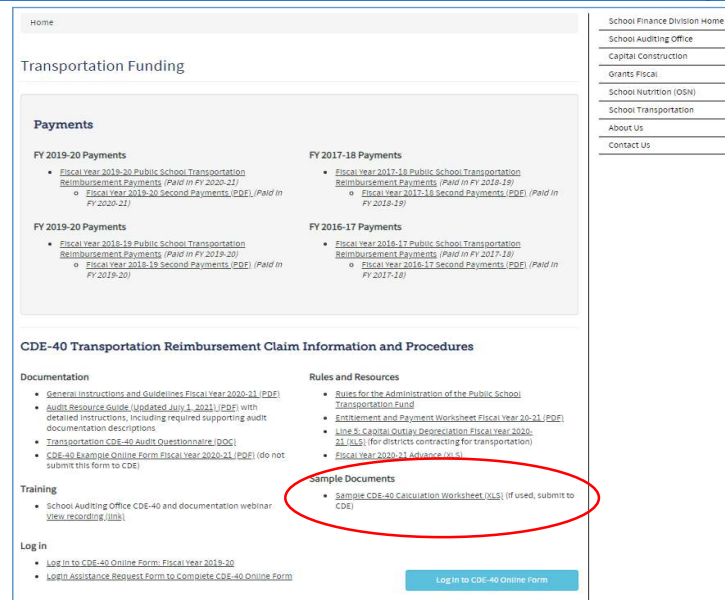 Home
Transportation Funding
Payments
FY 2019-20 Payments
Fiscal Year 2019-20 Public School Transportation
Reimbursement Payments (Paid in FY 2020-21)
Fiscal Year 2019-20 Second Payments (PDF) (Paid in
FY 2020-21)
FY 2019-20 Payments
Fiscal Year 2018-19 Public School Transportation
Reimbursement Payments (Paid in FY 2019-20)
Fiscal Year 2018-19 Second Payments (PDF) (Paid in
FY 2019-20)
FY 2017-18 Payments
Fiscal Year 2017-18 Public School Transportation
Reimbursement Payments (Paid in FY 2018-19)
Fiscal Year 2017-18 Second Payments (PDF) (Paid in
FY 2018-19)
FY 2016-17 Payments
Fiscal Year 2016-17 Public School Transportation
Reimbursement Payments (Paid in FY 2017-18)
Fiscal Year 2016-17 Second Payments (PDF) (Paid in
FY 2017-18)
CDE-40 Transportation Reimbursement Claim Information and Procedures
Documentation
General Instructions and Guidelines Fiscal Year 2020-21 (PDF)
Audit Resource Guide (Updated July 1, 2021) (PDF) with
detailed instructions, including required supporting audit
documentation descriptions
Transportation CDE-40 Audit Questionnaire (DOC)
CDE-40 Example Online Form Fiscal Year 2020-21 (PDF) (do not
submit this form to CDE)
Training
School Auditing Office CDE-40 and documentation webinar
View recording (link)
Log in
Log in to CDE-40 Online Form: Fiscal Year 2019-20
Login Assistance Request Form to Complete CDE-40 Online Form
Rules and Resources
Rules for the Administration of the Public School
Transportation Fund
Entitlement and Payment Worksheet Fiscal Year 20-21 (PDF)
Line 5: Capital Outlay Depreciation Fiscal Year 2020-
21 (XLS) (for districts contracting for transportation)
Fiscal Year 2020-21 Advance (XLS)
Sample Documents
Sample CDE-40 Calculation Worksheet (XLS) (If used, submit to
CDE)
Log in to CDE-40 Online Form
School Finance Division Home
School Auditing Office
Capital Construction
Grants Fiscal
School Nutrition (OSN)
School Transportation
About Us
Contact Us